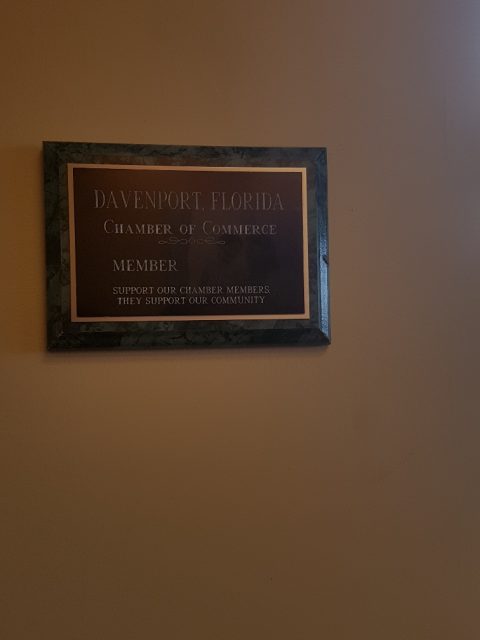 DAVENPORT, FLORIDA
CHAMBER OF COMMERCE
MEMBER
SUPPORT OUR CHAMBER MEMBERS.
THEY SUPPORT OUR COMMUNITY